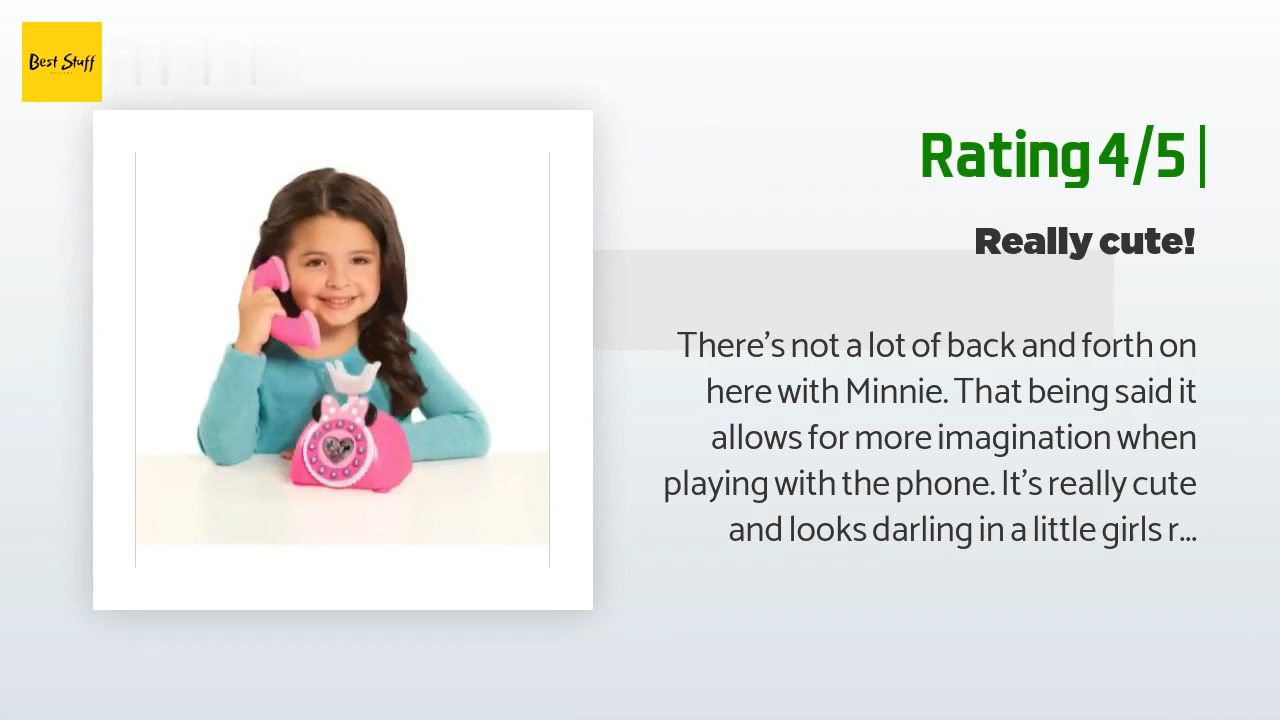 Best Stuff
Rating 4/5
Really cute!
There's not a lot of back and forth on
here with Minnie. That being said it
allows for more imagination when
playing with the phone. It's really cute
and looks darling in a little girls r...